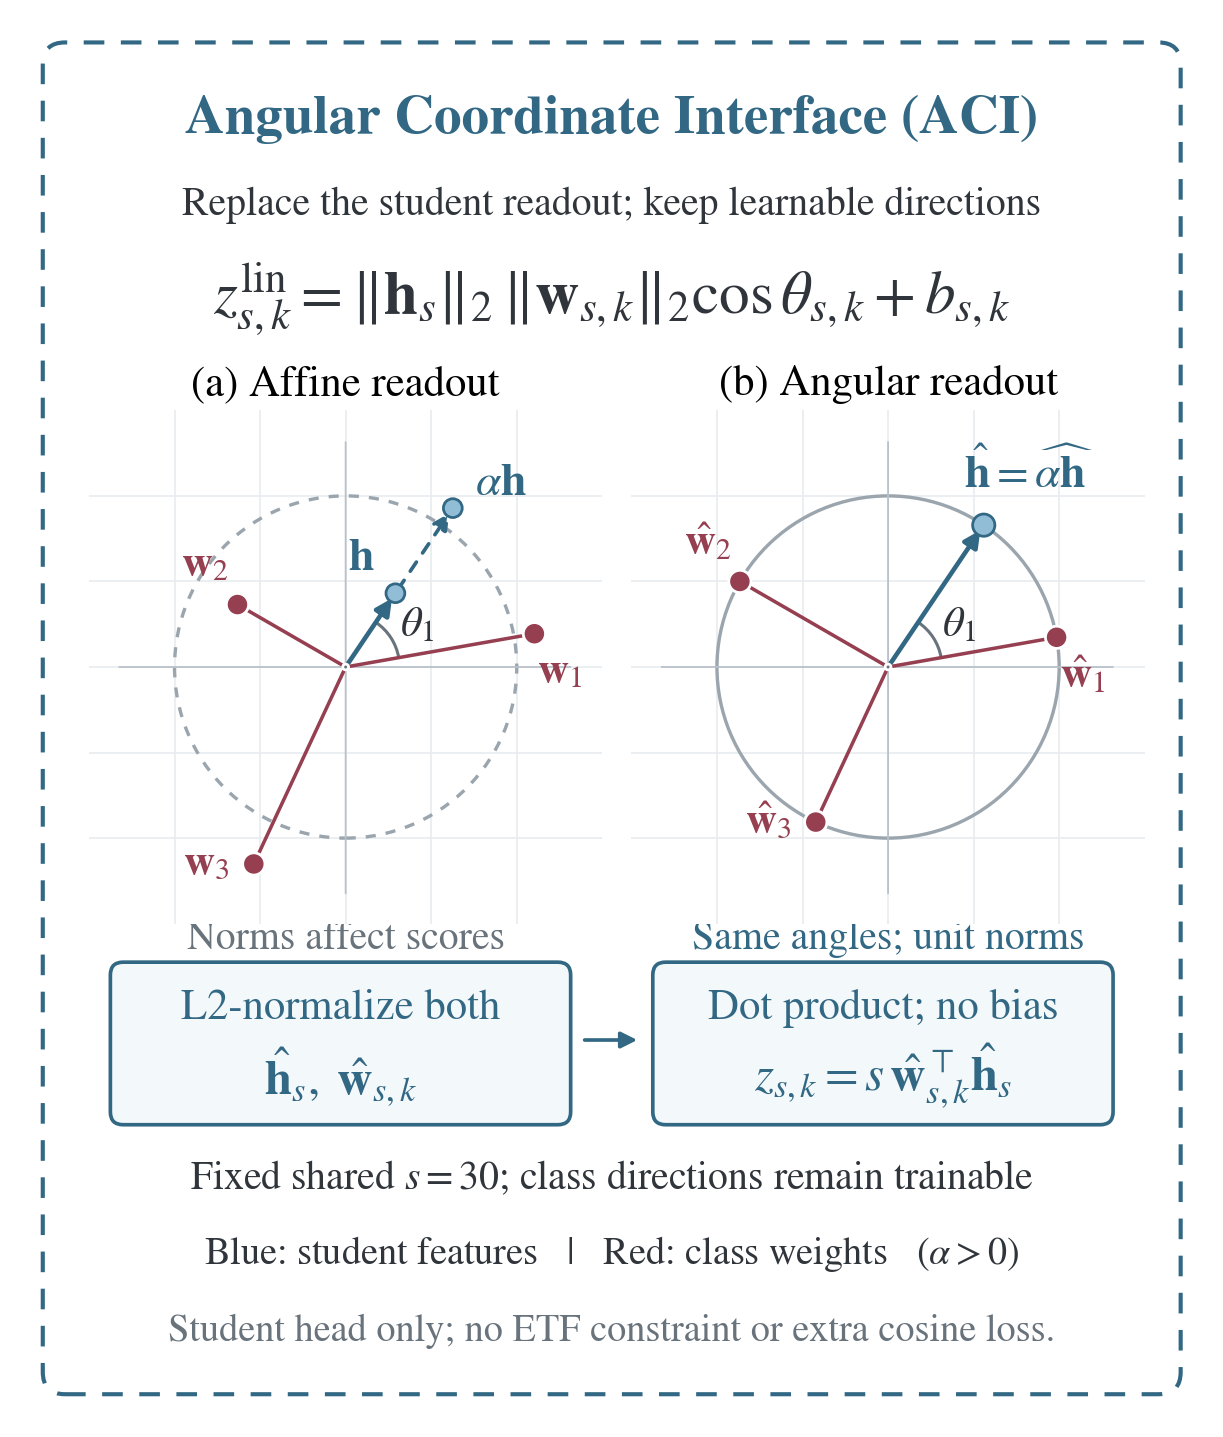 Angular Coordinate Interface (ACI)
Replace the student readout; keep learnable directions
z_{s,k}^{lin} = ||h_s||_2 ||w_{s,k}||_2 cos θ_{s,k} + b_{s,k}
(a) Affine readout
αh
h
w_2
θ_1
w_1
w_3
Norms affect scores
(b) Angular readout
ĥ = \widehat{αh}
ŵ_2
θ_1
ŵ_1
ŵ_3
Same angles; unit norms
L2-normalize both
ĥ_s, ŵ_{s,k}
Dot product; no bias
z_{s,k} = s ŵ_{s,k}^⊤ ĥ_s
Fixed shared s = 30; class directions remain trainable
Blue: student features | Red: class weights (α > 0)
Student head only; no ETF constraint or extra cosine loss.